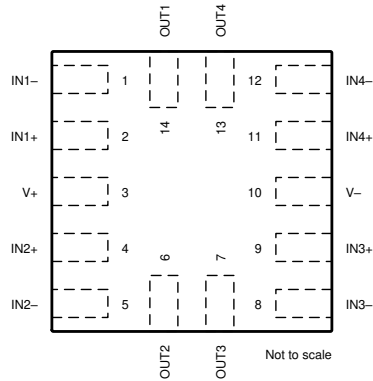 OUT1 OUT4
IN1– 1 12 IN4–
14 13
IN1+ 2 11 IN4+
V+ 3 10 V–
IN2+ 4 9 IN3+
6 7
IN2– 5 8 IN3–
OUT2 OUT3
Not to scale